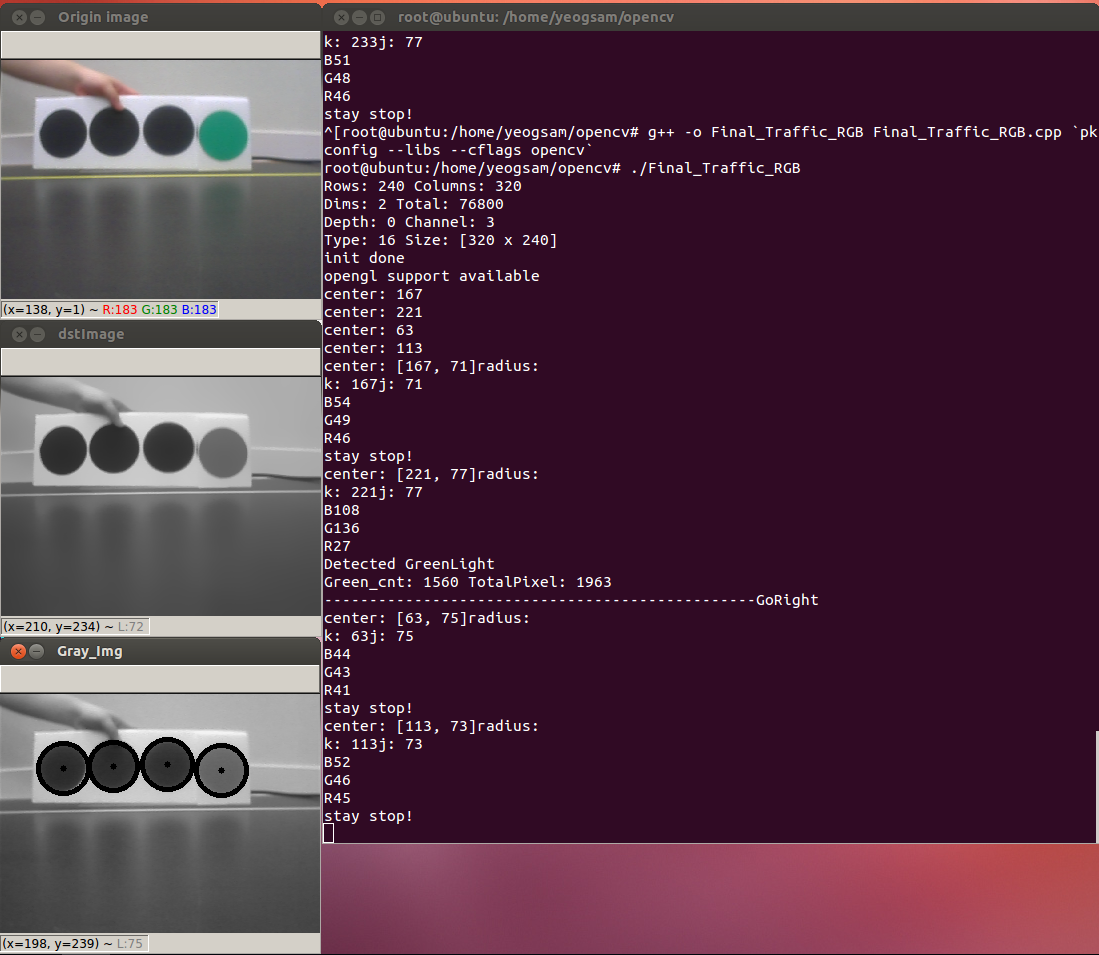 Origin image
(x=138, y=1) ~ R:183 G:183 B:183
dstImage
(x=210, y=234) ~ L:72
Gray_Img
(x=198, y=239) ~ L:75
root@ubuntu: /home/yeogsam/opencv
k: 233j: 77
B51
G48
R46
stay stop!
^[root@ubuntu:/home/yeogsam/opencv# g++ -o Final_Traffic_RGB Final_Traffic_RGB.cpp `pk
config --libs --cflags opencv`
root@ubuntu:/home/yeogsam/opencv# ./Final_Traffic_RGB
Rows: 240 Columns: 320
Dims: 2 Total: 76800
Depth: 0 Channel: 3
Type: 16 Size: [320 x 240]
init done
opengl support available
center: 167
center: 221
center: 63
center: 113
center: [167, 71]radius:
k: 167j: 71
B54
G49
R46
stay stop!
center: [221, 77]radius:
k: 221j: 77
B108
G136
R27
Detected GreenLight
Green_cnt: 1560 TotalPixel: 1963
------------------------------------------------GoRight
center: [63, 75]radius:
k: 63j: 75
B44
G43
R41
stay stop!
center: [113, 73]radius:
k: 113j: 73
B52
G46
R45
stay stop!